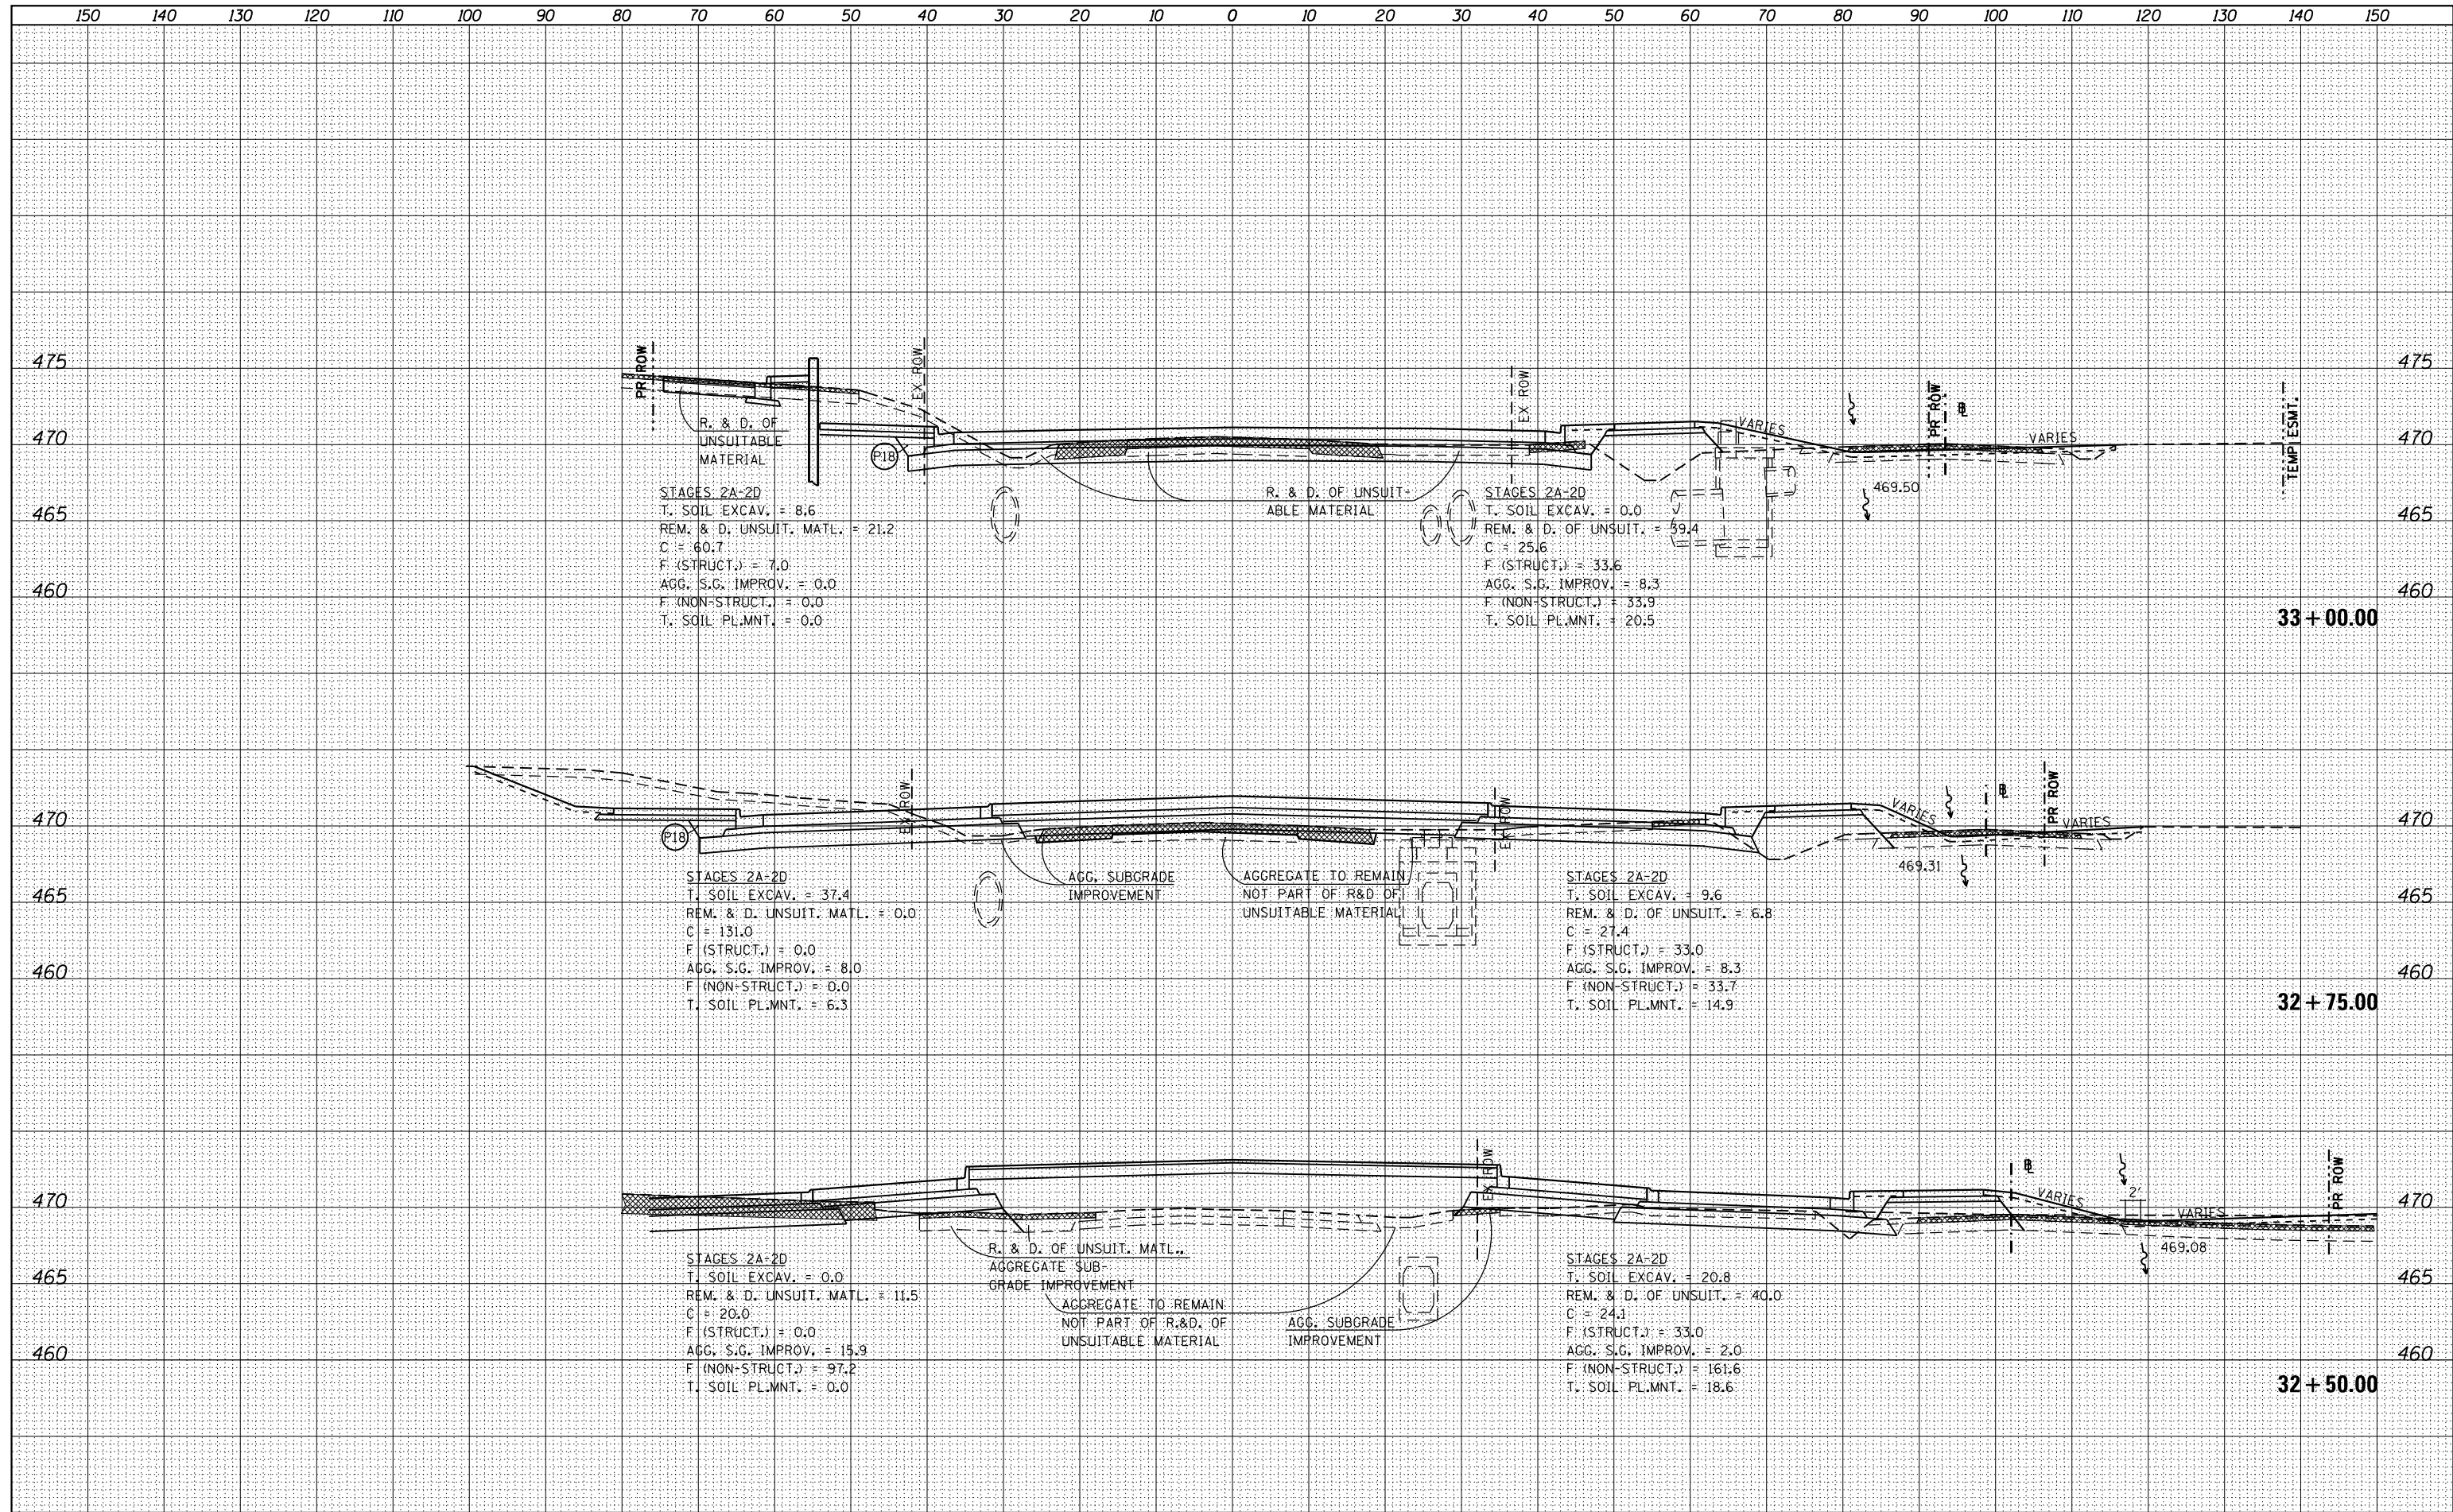 150 140 130 120 110 100 90 80 70 60 50 40 30 20 10 0 10 20 30 40 50 60 70 80 90 100 110 120 130 140 150
475 475
PR ROW
EX ROW
EX ROW
PR ROW
B
L
TEMP ESMT.
VARIES
VARIES
470 470
R. & D. OF
UNSUITABLE
MATERIAL
P18
469.50
STAGES 2A-2D
T. SOIL EXCAV. = 8.6
REM. & D. UNSUIT. MATL. = 21.2
C = 60.7
F (STRUCT.) = 7.0
AGG. S.G. IMPROV. = 0.0
F (NON-STRUCT.) = 0.0
T. SOIL PL.MNT. = 0.0
R. & D. OF UNSUIT-
ABLE MATERIAL
STAGES 2A-2D
T. SOIL EXCAV. = 0.0
REM. & D. OF UNSUIT. = 39.4
C = 25.6
F (STRUCT.) = 33.6
AGG. S.G. IMPROV. = 8.3
F (NON-STRUCT.) = 33.9
T. SOIL PL.MNT. = 20.5
465 465
460 460
33+00.00
EX ROW
EX ROW
B
L
PR ROW
VARIES
VARIES
470 470
P18
469.31
STAGES 2A-2D
T. SOIL EXCAV. = 37.4
REM. & D. UNSUIT. MATL. = 0.0
C = 131.0
F (STRUCT.) = 0.0
AGG. S.G. IMPROV. = 8.0
F (NON-STRUCT.) = 0.0
T. SOIL PL.MNT. = 6.3
AGG. SUBGRADE
IMPROVEMENT
AGGREGATE TO REMAIN
NOT PART OF R&D OF
UNSUITABLE MATERIAL
STAGES 2A-2D
T. SOIL EXCAV. = 9.6
REM. & D. OF UNSUIT. = 6.8
C = 27.4
F (STRUCT.) = 33.0
AGG. S.G. IMPROV. = 8.3
F (NON-STRUCT.) = 33.7
T. SOIL PL.MNT. = 14.9
465 465
460 460
32+75.00
EX ROW
B
L
PR ROW
VARIES
2'
VARIES
470 470
469.08
STAGES 2A-2D
T. SOIL EXCAV. = 0.0
REM. & D. UNSUIT. MATL. = 11.5
C = 20.0
F (STRUCT.) = 0.0
AGG. S.G. IMPROV. = 15.9
F (NON-STRUCT.) = 97.2
T. SOIL PL.MNT. = 0.0
R. & D. OF UNSUIT. MATL.,
AGGREGATE SUB-
GRADE IMPROVEMENT
AGGREGATE TO REMAIN
NOT PART OF R.&D. OF
UNSUITABLE MATERIAL
AGG. SUBGRADE
IMPROVEMENT
STAGES 2A-2D
T. SOIL EXCAV. = 20.8
REM. & D. OF UNSUIT. = 40.0
C = 24.1
F (STRUCT.) = 33.0
AGG. S.G. IMPROV. = 2.0
F (NON-STRUCT.) = 161.6
T. SOIL PL.MNT. = 18.6
465 465
460 460
32+50.00